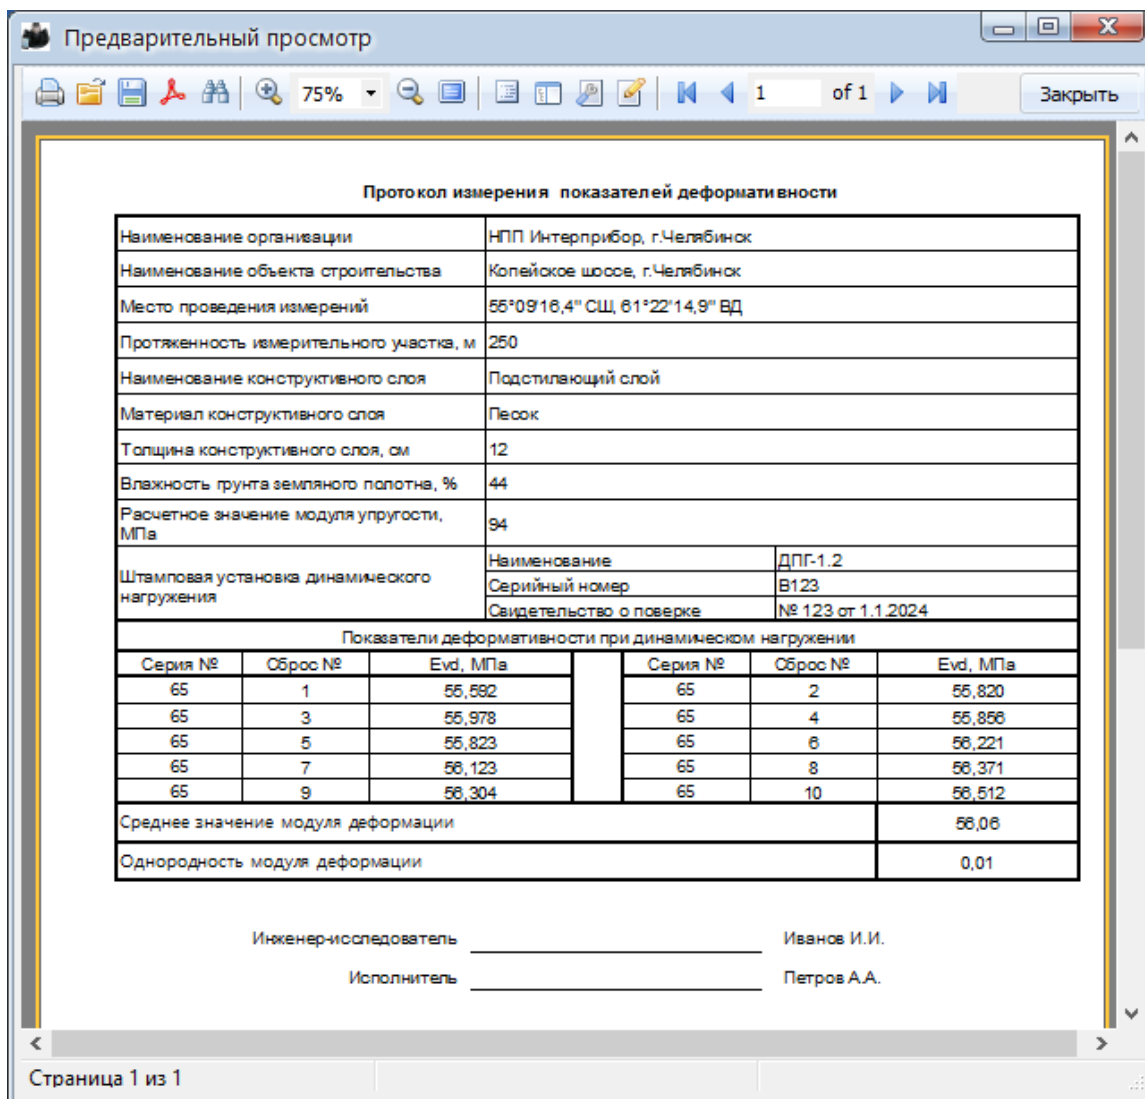 Предварительный просмотр
75%
1 of 1
Закрыть
Протокол измерения показателей деформативности
Наименование организации НПП Интерприбор, г.Челябинск
Наименование объекта строительства Копейское шоссе, г.Челябинск
Место проведения измерений 55°09'16,4" СШ, 61°22'14,9" ВД
Протяженность измерительного участка, м 250
Наименование конструктивного слоя Подстилающий слой
Материал конструктивного слоя Песок
Толщина конструктивного слоя, см 12
Влажность грунта земляного полотна, % 44
Расчетное значение модуля упругости,
МПа 94
Штамповая установка динамического
нагружения
Наименование ДПГ-1.2
Серийный номер В123
Свидетельство о поверке № 123 от 1.1.2024
Показатели деформативности при динамическом нагружении
Серия № Сброс № Evd, МПа Серия № Сброс № Evd, МПа
65 1 55,592 65 2 55,820
65 3 55,978 65 4 55,856
65 5 55,823 65 6 56,221
65 7 56,123 65 8 56,371
65 9 56,304 65 10 56,512
Среднее значение модуля деформации 56,06
Однородность модуля деформации 0,01
Инженер-исследователь Иванов И.И.
Исполнитель Петров А.А.
Страница 1 из 1